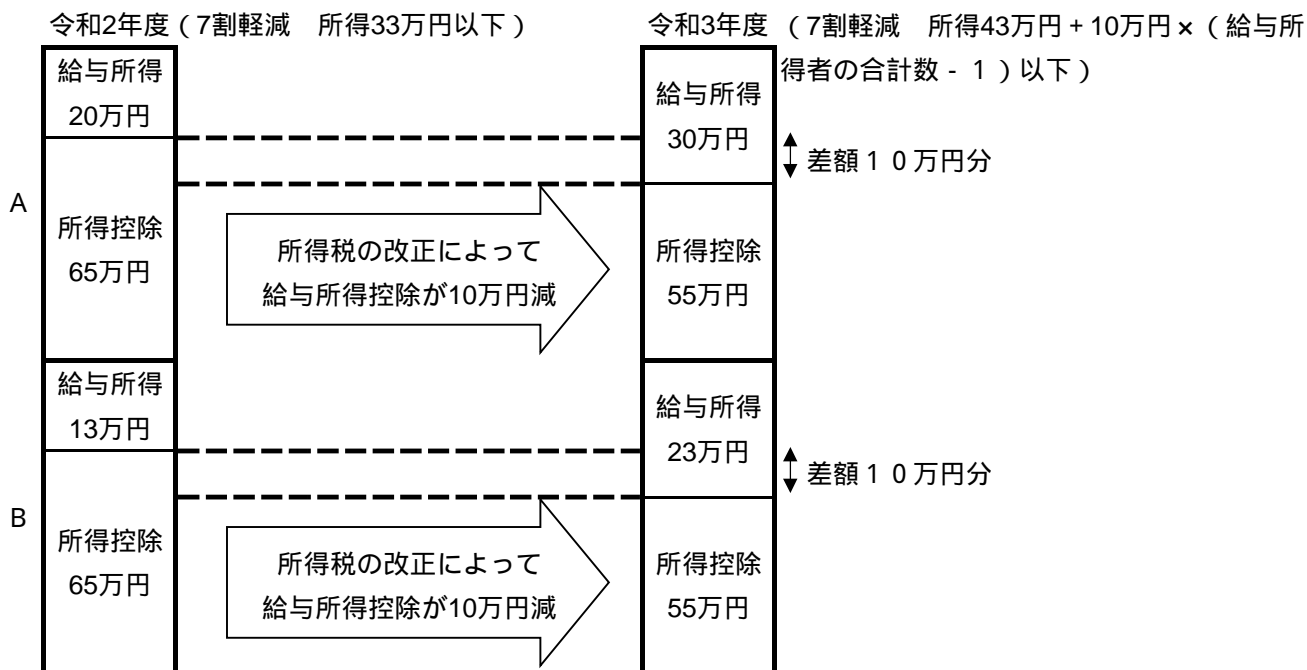 令和2年度(7割軽減　所得33万円以下)
令和3年度 (7割軽減　所得43万円+10万円×(給与所
得者の合計数-1)以下)
給与所得
20万円
給与所得
30万円
差額10万円分
A
所得控除
65万円
所得税の改正によって
給与所得控除が10万円減
所得控除
55万円
給与所得
13万円
給与所得
23万円
差額10万円分
B
所得控除
65万円
所得税の改正によって
給与所得控除が10万円減
所得控除
55万円